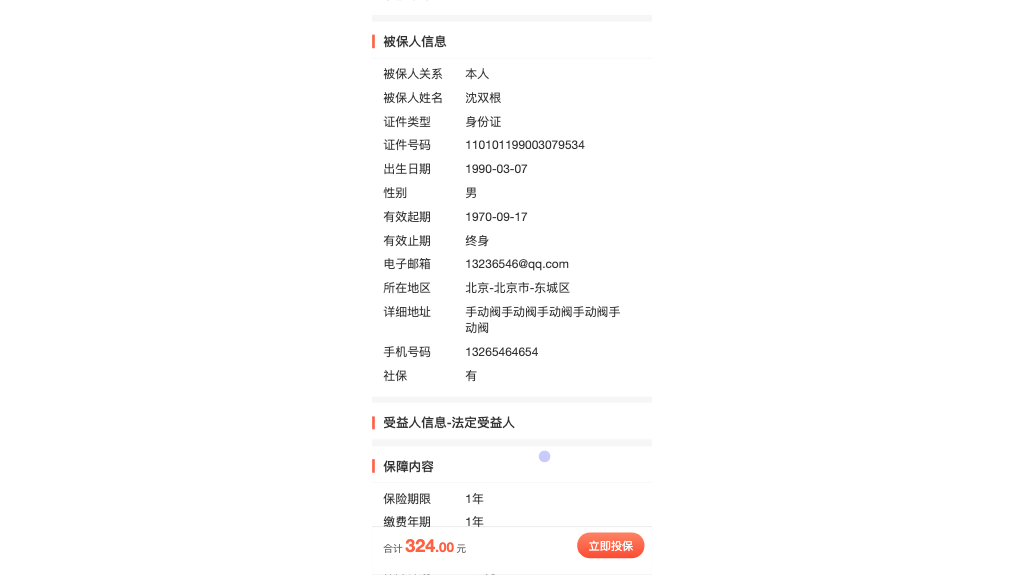 被保人信息
被保人关系 本人
被保人姓名 沈双根
证件类型 身份证
证件号码 110101199003079534
出生日期 1990-03-07
性别 男
有效起期 1970-09-17
有效止期 终身
电子邮箱 13236546@qq.com
所在地区 北京-北京市-东城区
详细地址 手动阀手动阀手动阀手动阀手
动阀
手机号码 13265464654
社保 有
受益人信息-法定受益人
保障内容
保险期限 1年
缴费年期 1年
合计 324.00 元 立即投保